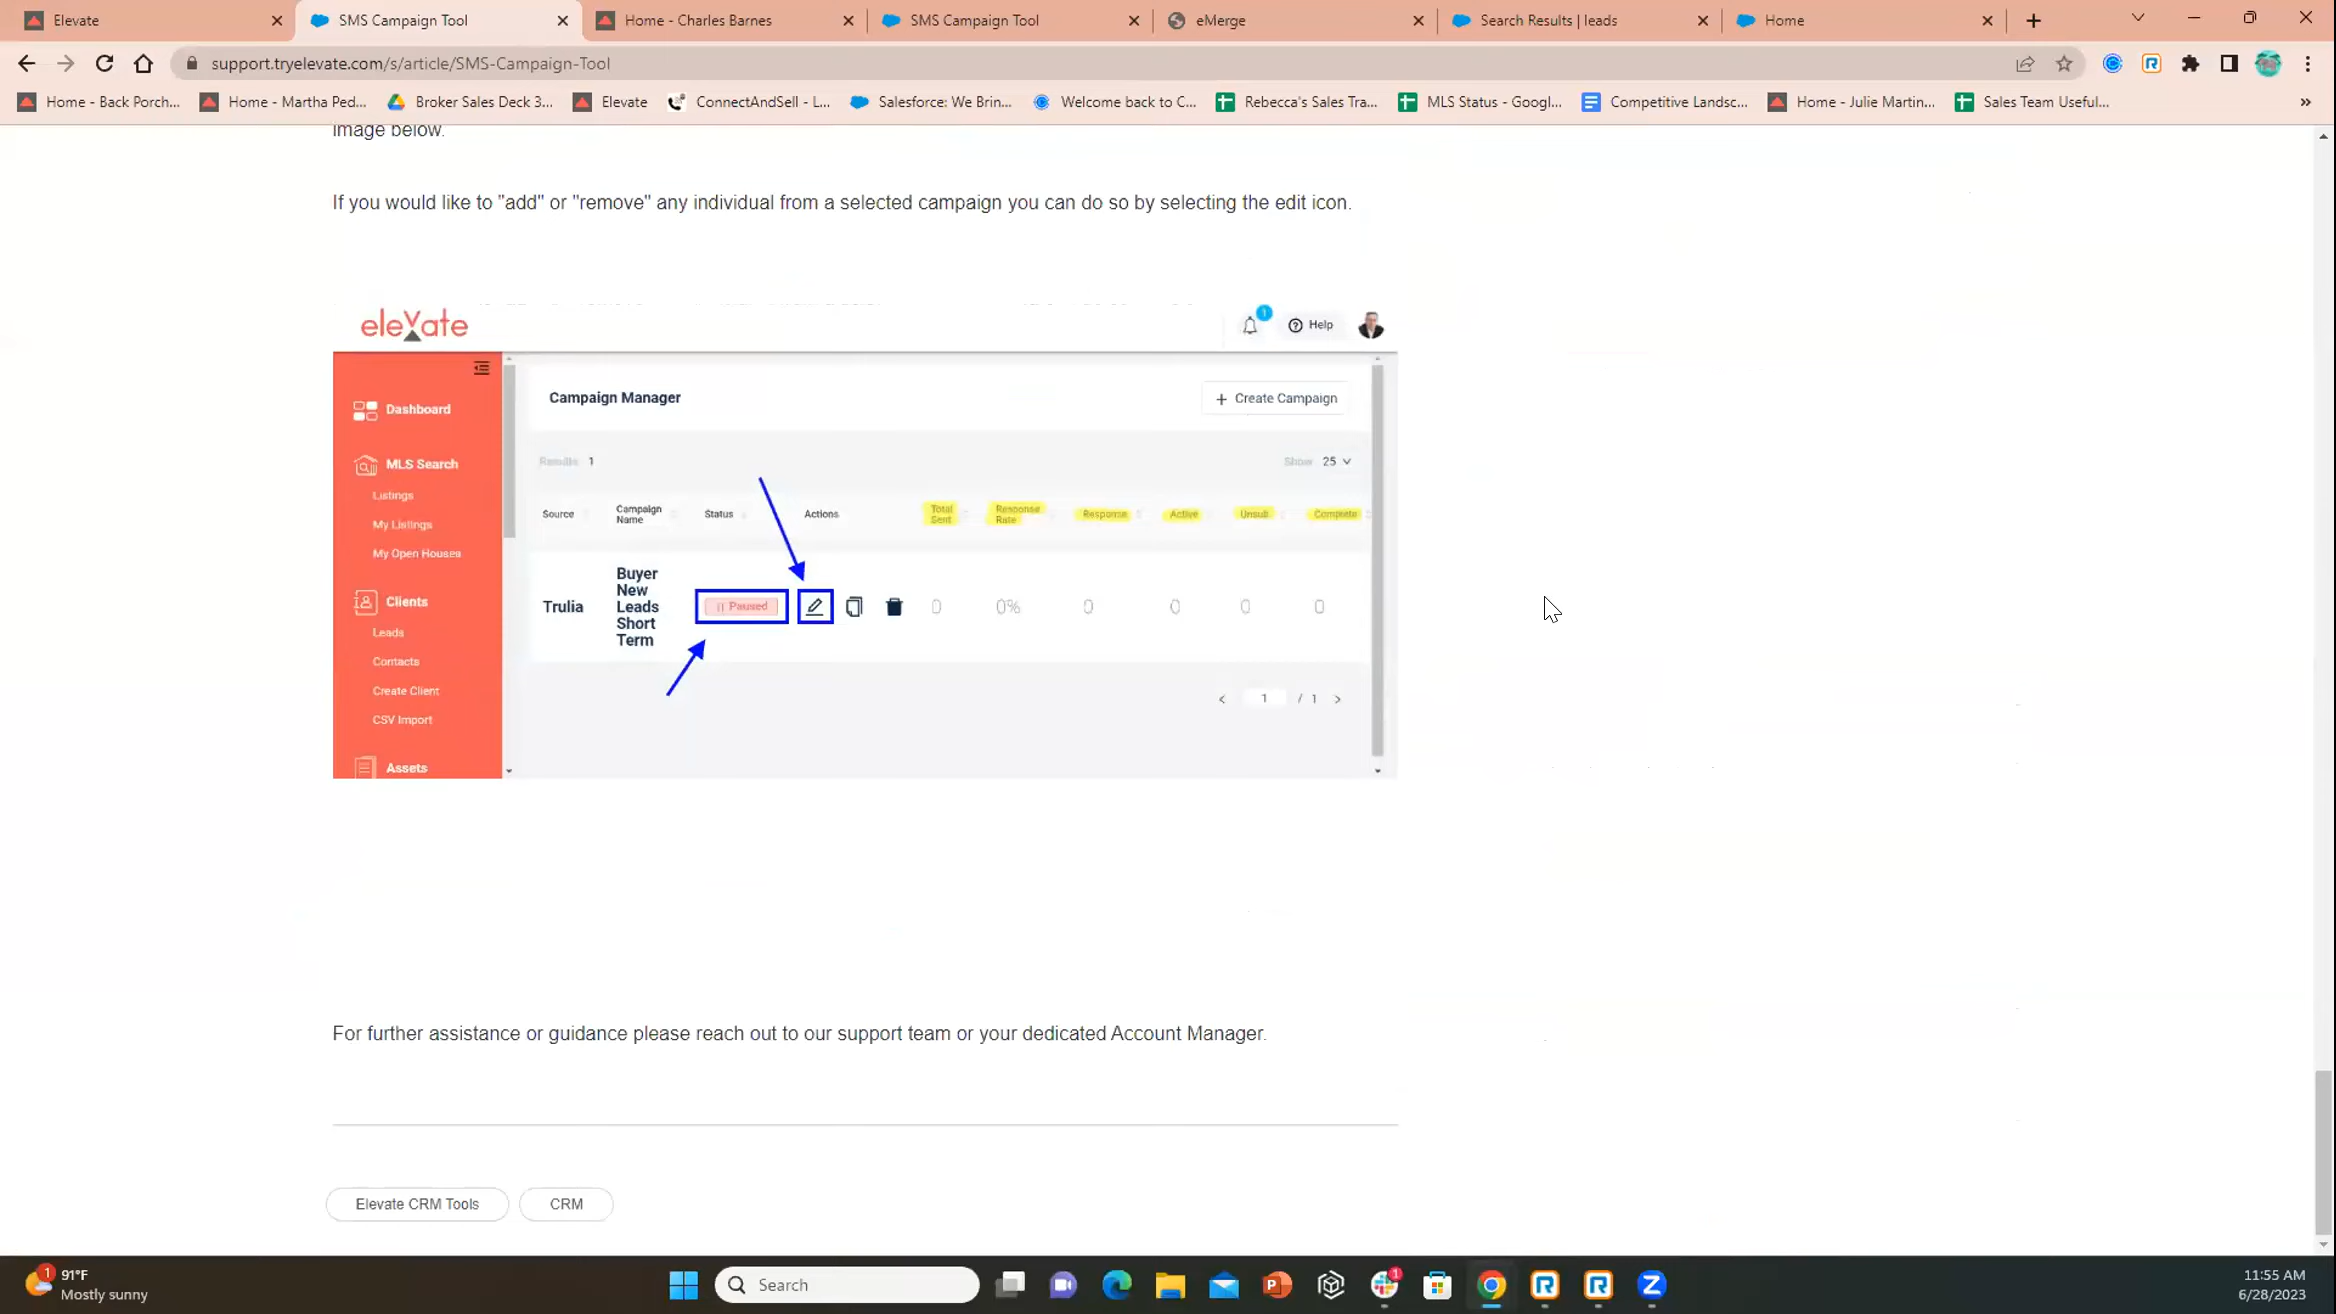 Elevate
SMS Campaign Tool
Home - Charles Barnes
SMS Campaign Tool
eMerge
Search Results | leads
Home
support.tryelevate.com/s/article/SMS-Campaign-Tool
Home - Back Porch...
Home - Martha Ped...
Broker Sales Deck 3...
Elevate
ConnectAndSell - L...
Salesforce: We Brin...
Welcome back to C...
Rebecca's Sales Tra...
MLS Status - Googl...
Competitive Landsc...
Home - Julie Martin...
Sales Team Useful...
image below.
If you would like to "add" or "remove" any individual from a selected campaign you can do so by selecting the edit icon.
elevate
1
Help
Dashboard
MLS Search
Listings
My Listings
My Open Houses
Clients
Leads
Contacts
Create Client
CSV Import
Assets
Campaign Manager
+ Create Campaign
Results 1
Show 25
Source
Campaign
Name
Status
Actions
Total
Sent
Response
Rate
Response
Active
Unsub
Complete
Trulia
Buyer
New
Leads
Short
Term
Paused
0
0%
0
0
0
0
< 1 / 1 >
For further assistance or guidance please reach out to our support team or your dedicated Account Manager.
Elevate CRM Tools
CRM
1
91°F
Mostly sunny
Search
1
11:55 AM
6/28/2023